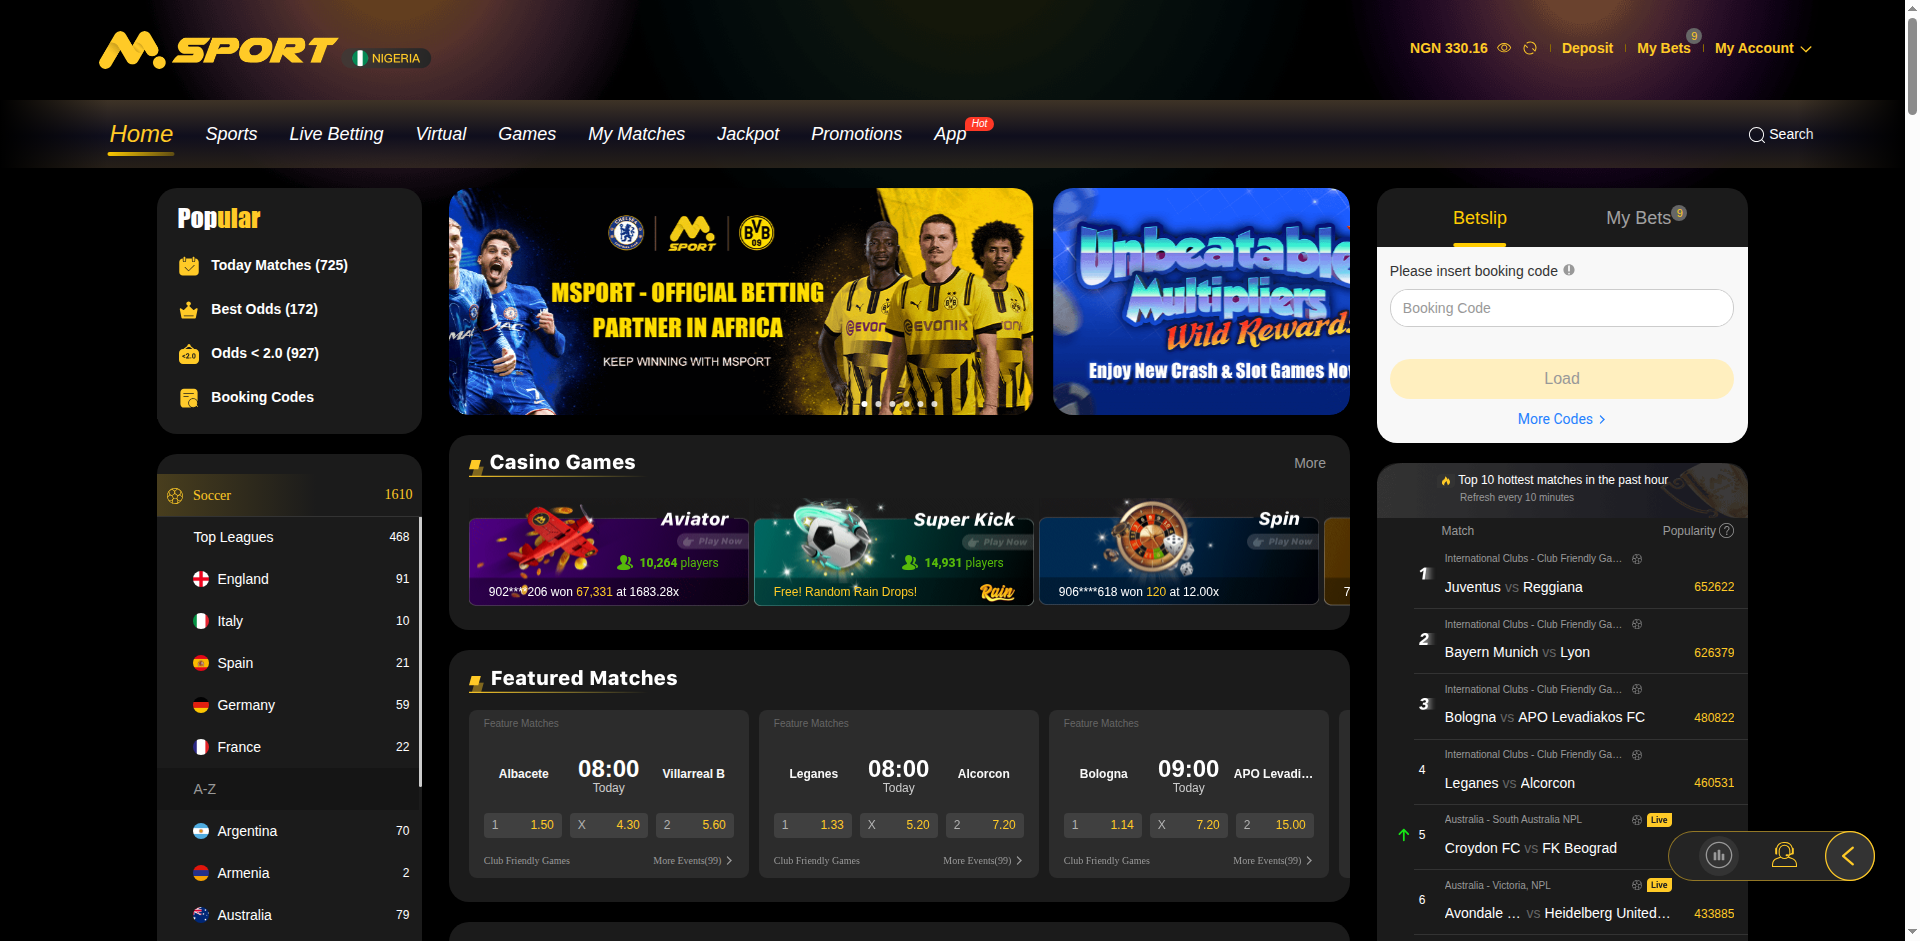 M.SPORT
NIGERIA
NGN 330.16
Deposit
My Bets
9
My Account
Home
Sports
Live Betting
Virtual
Games
My Matches
Jackpot
Promotions
App
Hot
Search
Popular
Today Matches (725)
Best Odds (172)
<2.0
Odds < 2.0 (927)
Booking Codes
Soccer
1610
Top Leagues
468
England
91
Italy
10
Spain
21
Germany
59
France
22
A-Z
Argentina
70
Armenia
2
Australia
79
CHELSEA
M.SPORT
BVB 09
MSPORT - OFFICIAL BETTING
PARTNER IN AFRICA
KEEP WINNING WITH MSPORT
EVONIK
Unbeatable
Multipliers
Wild Rewards
Enjoy New Crash & Slot Games No
Casino Games
More
Aviator
Play Now
10,264 players
902****206 won 67,331 at 1683.28x
Super Kick
Play Now
14,931 players
Free! Random Rain Drops!
Rain
Spin
Play Now
906****618 won 120 at 12.00x
7
Featured Matches
Feature Matches
Albacete
08:00
Today
Villarreal B
1 1.50
X 4.30
2 5.60
Club Friendly Games
More Events(99)
Feature Matches
Leganes
08:00
Today
Alcorcon
1 1.33
X 5.20
2 7.20
Club Friendly Games
More Events(99)
Feature Matches
Bologna
09:00
Today
APO Levadi...
1 1.14
X 7.20
2 15.00
Club Friendly Games
More Events(99)
Betslip
My Bets
9
Please insert booking code
Booking Code
Load
More Codes
Top 10 hottest matches in the past hour
Refresh every 10 minutes
Match
Popularity ?
International Clubs - Club Friendly Ga...
1
Juventus vs Reggiana
652622
International Clubs - Club Friendly Ga...
2
Bayern Munich vs Lyon
626379
International Clubs - Club Friendly Ga...
3
Bologna vs APO Levadiakos FC
480822
International Clubs - Club Friendly Ga...
4
Leganes vs Alcorcon
460531
Australia - South Australia NPL
Live
5
Croydon FC vs FK Beograd
Australia - Victoria, NPL
Live
6
Avondale ... vs Heidelberg United...
433885